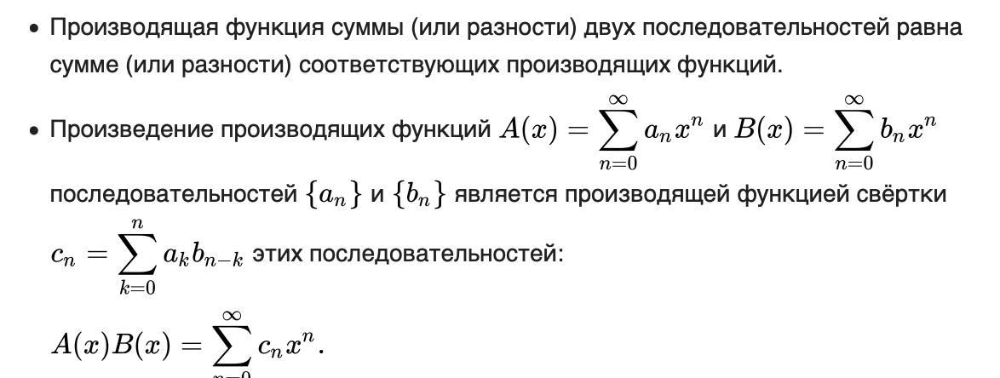 • Производящая функция суммы (или разности) двух последовательностей равна
сумме (или разности) соответствующих производящих функций.
• Произведение производящих функций $A(x) = \sum_{n=0}^{\infty} a_n x^n$ и $B(x) = \sum_{n=0}^{\infty} b_n x^n$
последовательностей $\{a_n\}$ и $\{b_n\}$ является производящей функцией свёртки
$c_n = \sum_{k=0}^{n} a_k b_{n-k}$ этих последовательностей:
$A(x)B(x) = \sum_{n=0}^{\infty} c_n x^n.$